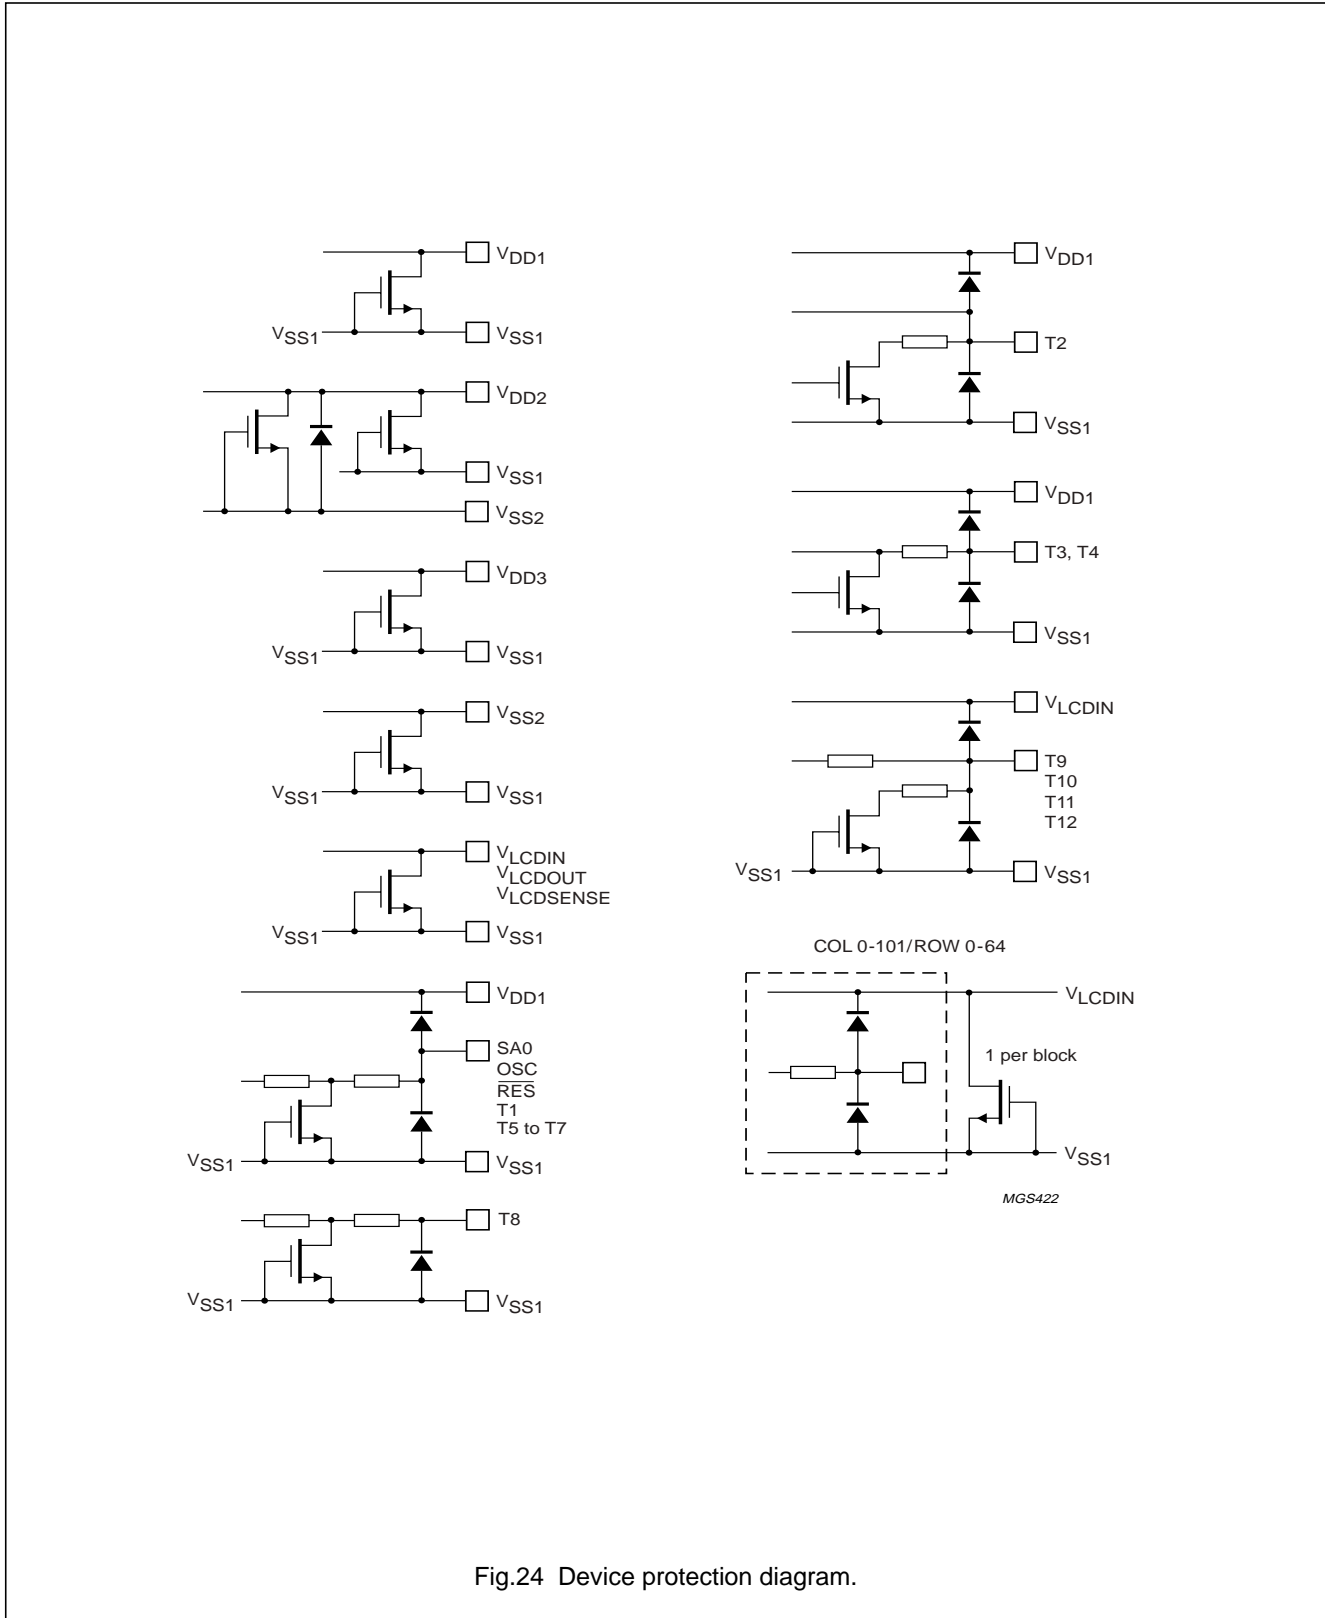 VDD1
VSS1 VSS1
VDD2
VSS1
VSS2
VDD3
VSS1 VSS1
VSS2
VSS1 VSS1
VLCDIN
VLCDOUT
VLCDSENSE
VSS1 VSS1
VDD1
SA0
OSC
RES
T1
T5 to T7
VSS1 VSS1
T8
VSS1 VSS1
VDD1
T2
VSS1
VDD1
T3, T4
VSS1
VLCDIN
T9
T10
T11
T12
VSS1 VSS1
COL 0-101/ROW 0-64
VLCDIN
1 per block
VSS1
MGS422
Fig.24 Device protection diagram.